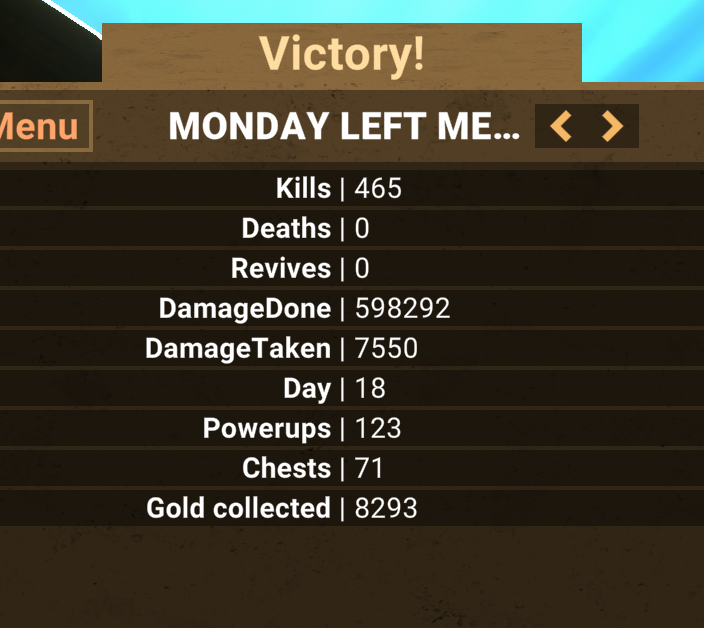 Victory!
Menu
MONDAY LEFT ME...
Kills | 465
Deaths | 0
Revives | 0
DamageDone | 598292
DamageTaken | 7550
Day | 18
Powerups | 123
Chests | 71
Gold collected | 8293